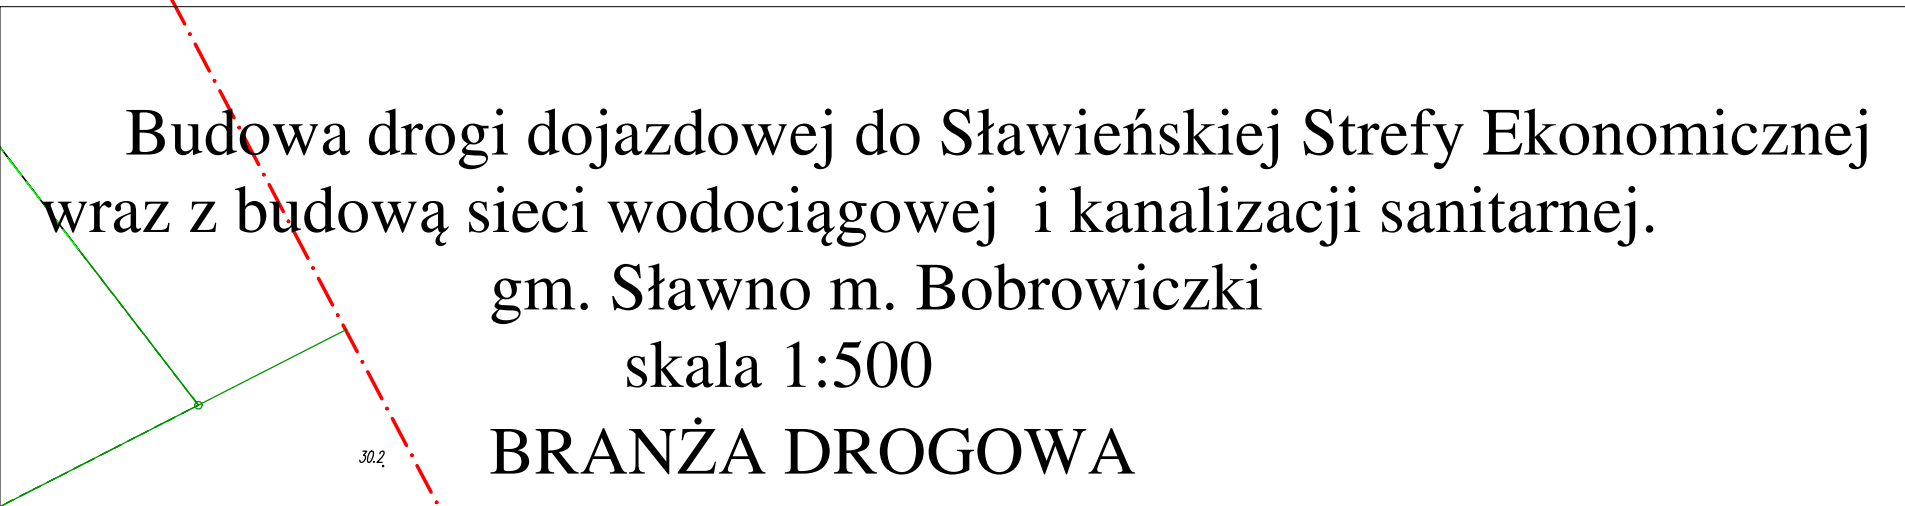 Budowa drogi dojazdowej do Sławieńskiej Strefy Ekonomicznej
wraz z budową sieci wodociągowej i kanalizacji sanitarnej.
gm. Sławno m. Bobrowiczki
skala 1:500
BRANŻA DROGOWA
30.2